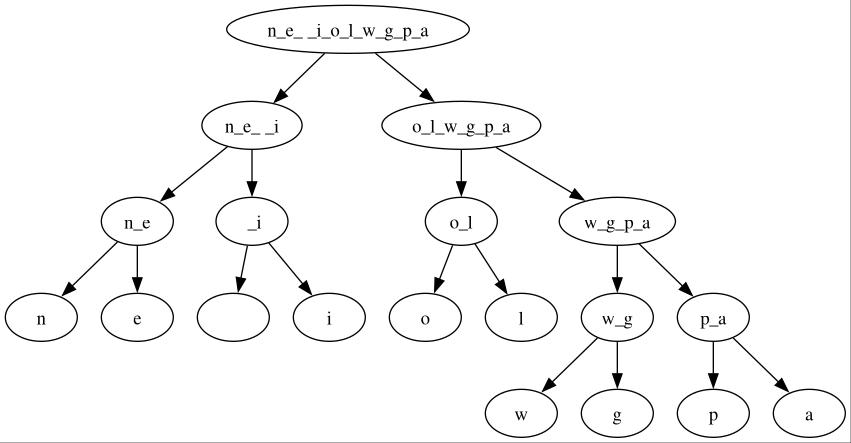 n_e_ _i_o_l_w_g_p_a
n_e_ _i
o_l_w_g_p_a
n_e
_i
o_l
w_g_p_a
n
e
i
o
l
w_g
p_a
w
g
p
a